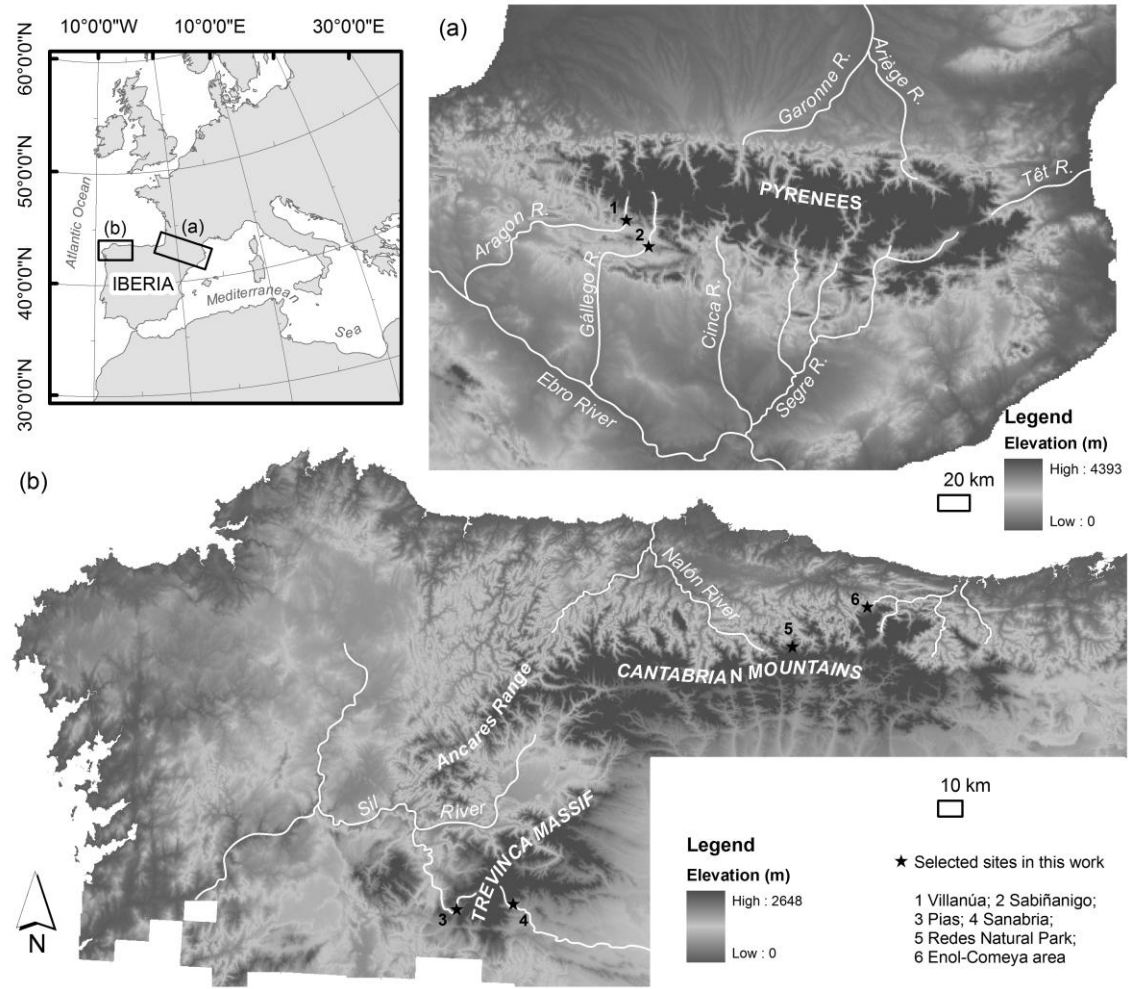 10°0'0"W
10°0'0"E
30°0'0"E
60°0'0"N
50°0'0"N
40°0'0"N
30°0'0"N
Atlantic Ocean
(b)
(a)
IBERIA
Mediterranean
Sea
(a)
Garonne R.
Ariège R.
Têt R.
PYRENEES
1
2
Aragon R.
Gállego R.
Cinca R.
Segre R.
Ebro River
Legend
Elevation (m)
High : 4393
Low : 0
20 km
(b)
Nalón River
6
5
CANTABRIAN MOUNTAINS
Ancares Range
Sil River
TREVINCA MASSIF
3
4
N
10 km
Legend
Elevation (m)
High : 2648
Low : 0
★ Selected sites in this work
1 Villanúa; 2 Sabiñanigo;
3 Pias; 4 Sanabria;
5 Redes Natural Park;
6 Enol-Comeya area